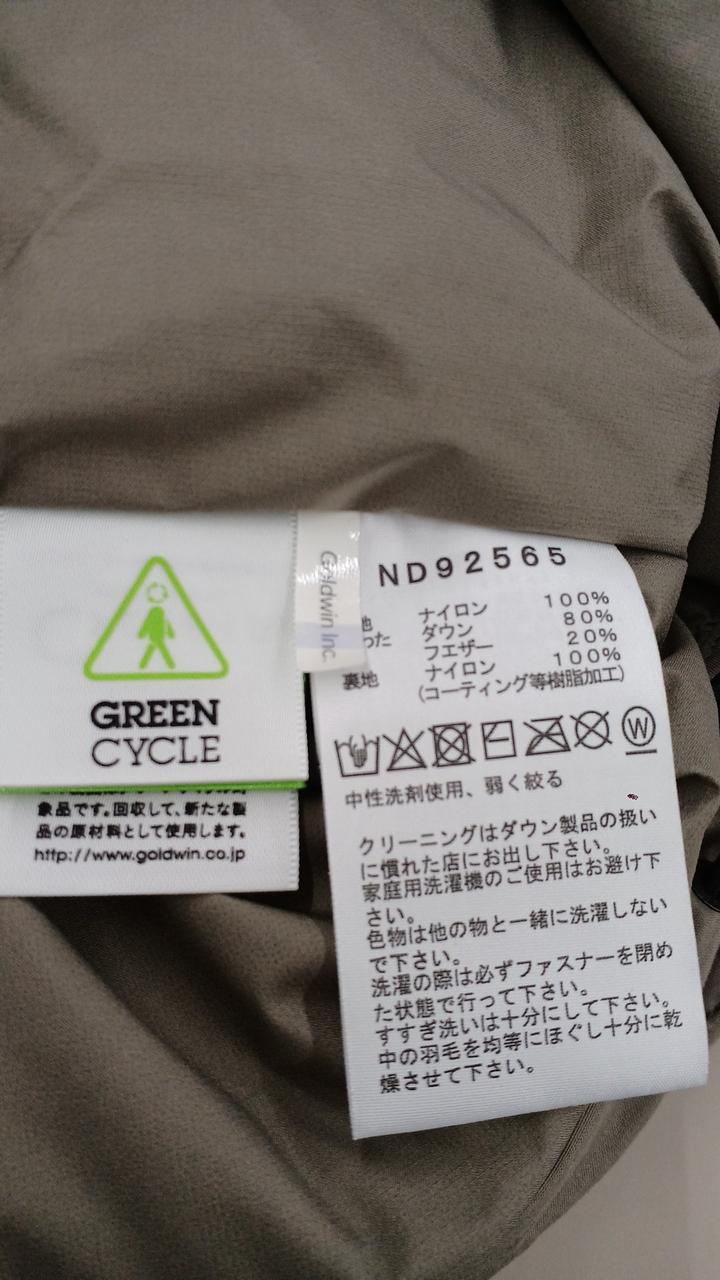 GREEN
CYCLE
象品です。回収して、新たな製
品の原材料として使用します。
http://www.goldwin.co.jp
Goldwin Inc.
ND92565
地 ナイロン 100%
った ダウン 80%
フエザー 20%
裏地 ナイロン 100%
(コーティング等樹脂加工)
W
中性洗剤使用、弱く絞る
クリーニングはダウン製品の扱い
に慣れた店にお出し下さい。
家庭用洗濯機のご使用はお避け下
さい。
色物は他の物と一緒に洗濯しない
で下さい。
洗濯の際は必ずファスナーを閉め
た状態で行って下さい。
すすぎ洗いは十分にして下さい。
中の羽毛を均等にほぐし十分に乾
燥させて下さい。